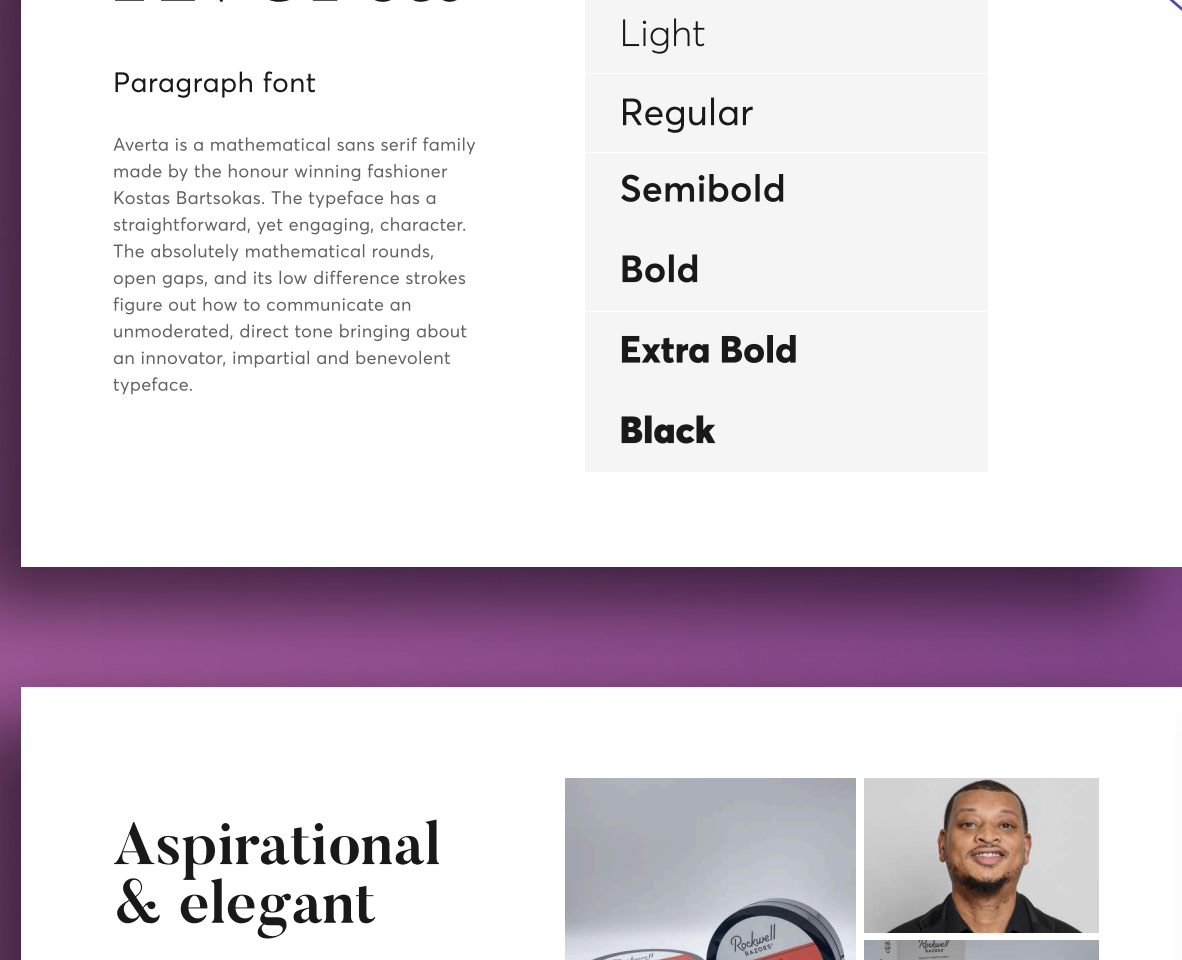 Paragraph font
Averta is a mathematical sans serif family
made by the honour winning fashioner
Kostas Bartsokas. The typeface has a
straightforward, yet engaging, character.
The absolutely mathematical rounds,
open gaps, and its low difference strokes
figure out how to communicate an
unmoderated, direct tone bringing about
an innovator, impartial and benevolent
typeface.
Light
Regular
Semibold
Bold
Extra Bold
Black
Aspirational
& elegant
Rockwell
RAZORS
Rockwell
RAZORS